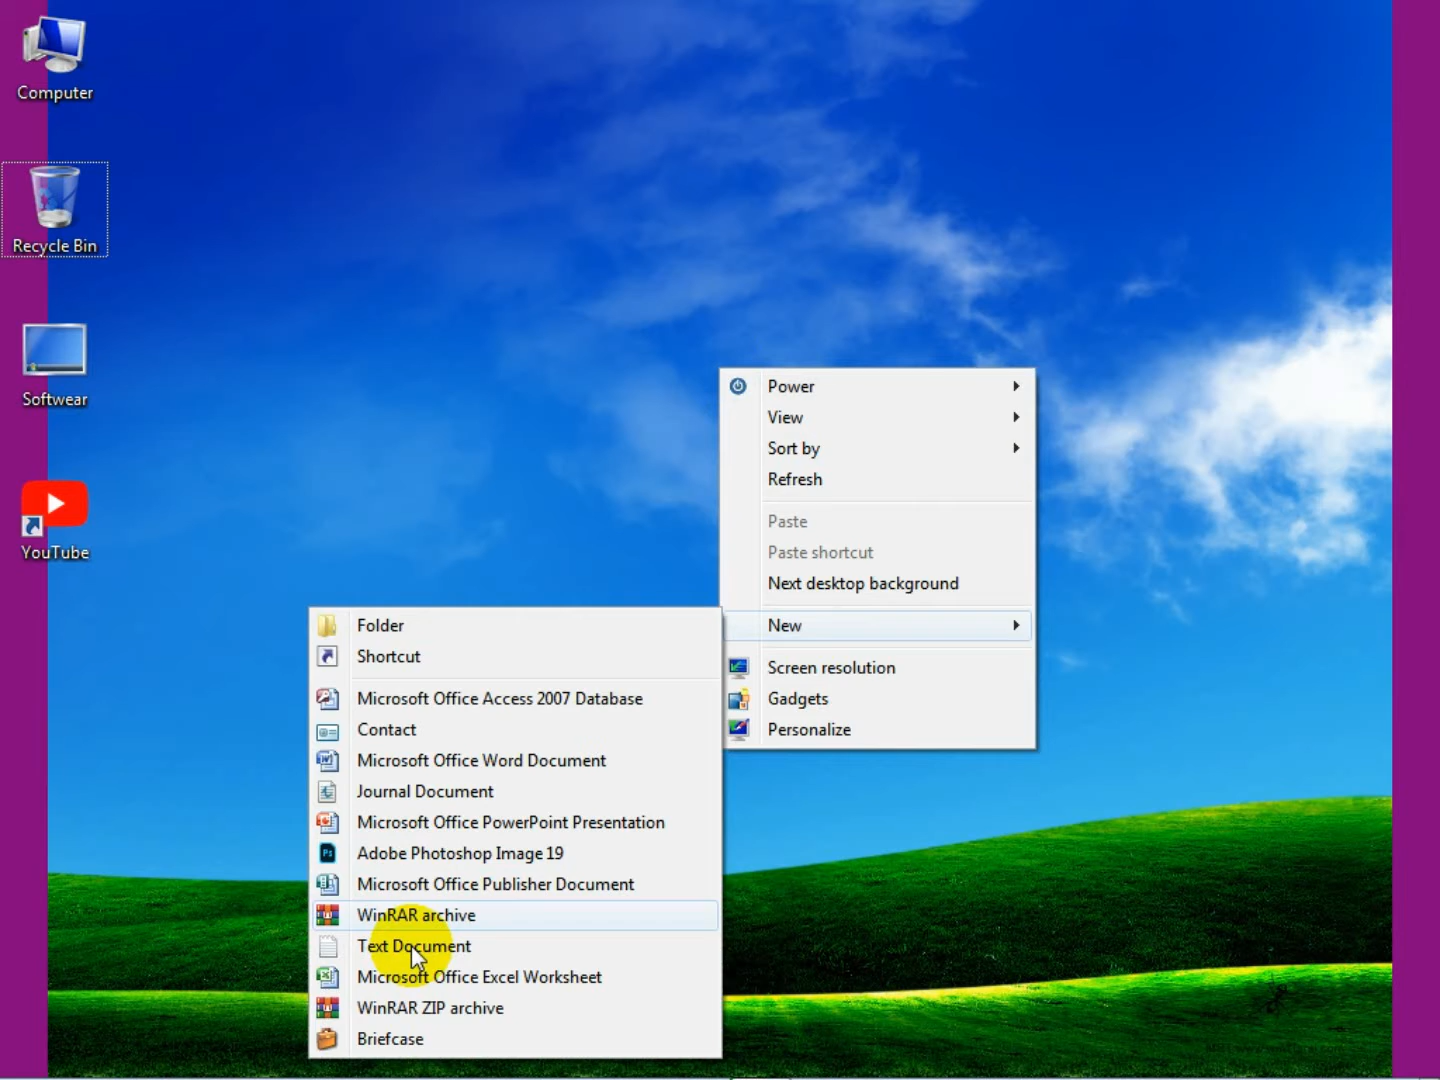 Computer
Recycle Bin
Softwear
YouTube
Power
View
Sort by
Refresh
Paste
Paste shortcut
Next desktop background
New
Screen resolution
Gadgets
Personalize
Folder
Shortcut
Microsoft Office Access 2007 Database
Contact
Microsoft Office Word Document
Journal Document
Microsoft Office PowerPoint Presentation
Adobe Photoshop Image 19
Microsoft Office Publisher Document
WinRAR archive
Text Document
Microsoft Office Excel Worksheet
WinRAR ZIP archive
Briefcase